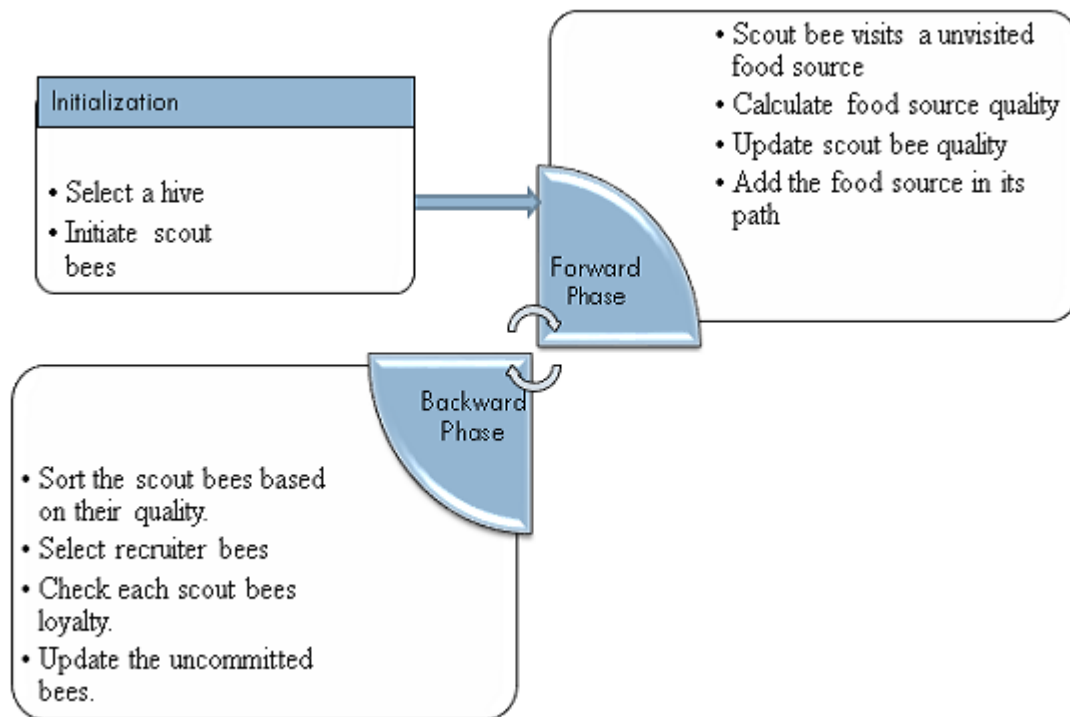 Initialization
• Select a hive
• Initiate scout
bees
• Scout bee visits a unvisited
food source
• Calculate food source quality
• Update scout bee quality
• Add the food source in its
path
Forward
Phase
Backward
Phase
• Sort the scout bees based
on their quality.
• Select recruiter bees
• Check each scout bees
loyalty.
• Update the uncommitted
bees.